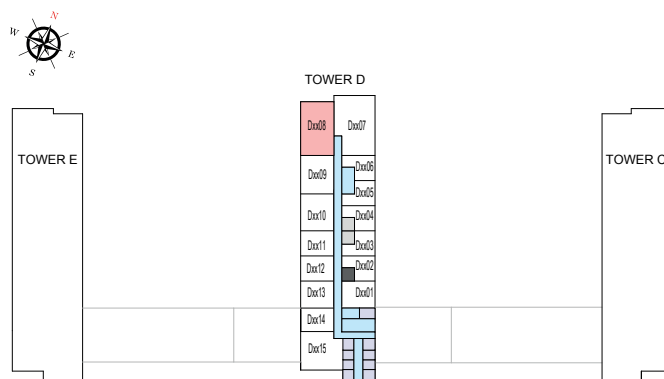 N
W
E
S
TOWER D
Dxx08
Dxx07
TOWER E
TOWER C
Dxx06
Dxx09
Dxx05
Dxx10
Dxx04
Dxx11
Dxx03
Dxx12
Dxx02
Dxx13
Dxx01
Dxx14
Dxx15